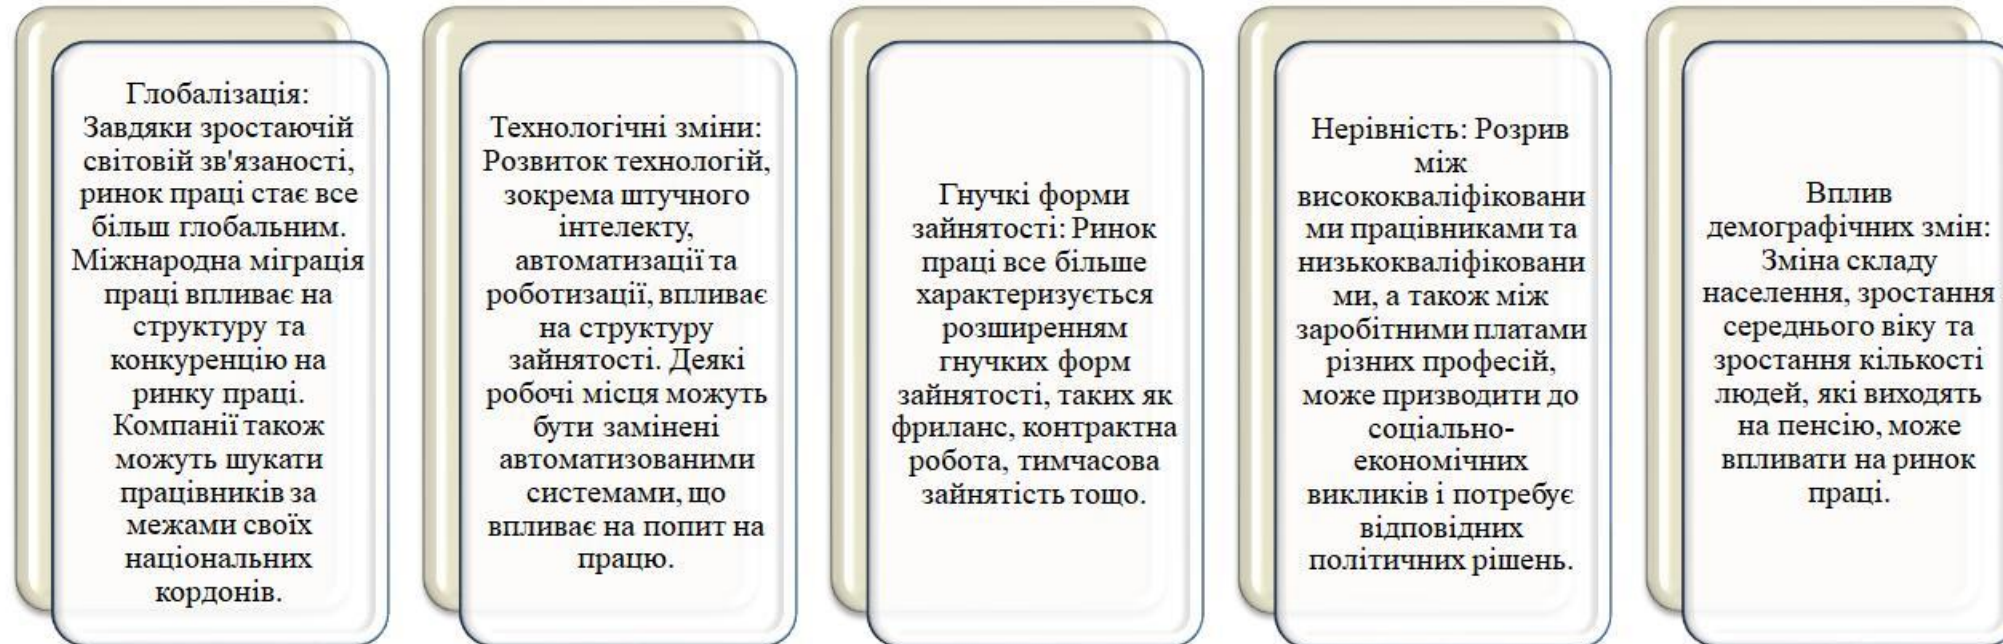 Глобалізація:
Завдяки зростаючій
світовій зв'язаності,
ринок праці стає все
більш глобальним.
Міжнародна міграція
праці впливає на
структуру та
конкуренцію на
ринку праці.
Компанії також
можуть шукати
працівників за
межами своїх
національних
кордонів.
Технологічні зміни:
Розвиток технологій,
зокрема штучного
інтелекту,
автоматизації та
роботизації, впливає
на структуру
зайнятості. Деякі
робочі місця можуть
бути замінені
автоматизованими
системами, що
впливає на попит на
працю.
Гнучкі форми
зайнятості: Ринок
праці все більше
характеризується
розширенням
гнучких форм
зайнятості, таких як
фриланс, контрактна
робота, тимчасова
зайнятість тощо.
Нерівність: Розрив
між
висококваліфіковани
ми працівниками та
низькокваліфіковани
ми, а також між
заробітними платами
різних професій,
може призводити до
соціально-
економічних
викликів і потребує
відповідних
політичних рішень.
Вплив
демографічних змін:
Зміна складу
населення, зростання
середнього віку та
зростання кількості
людей, які виходять
на пенсію, може
впливати на ринок
праці.